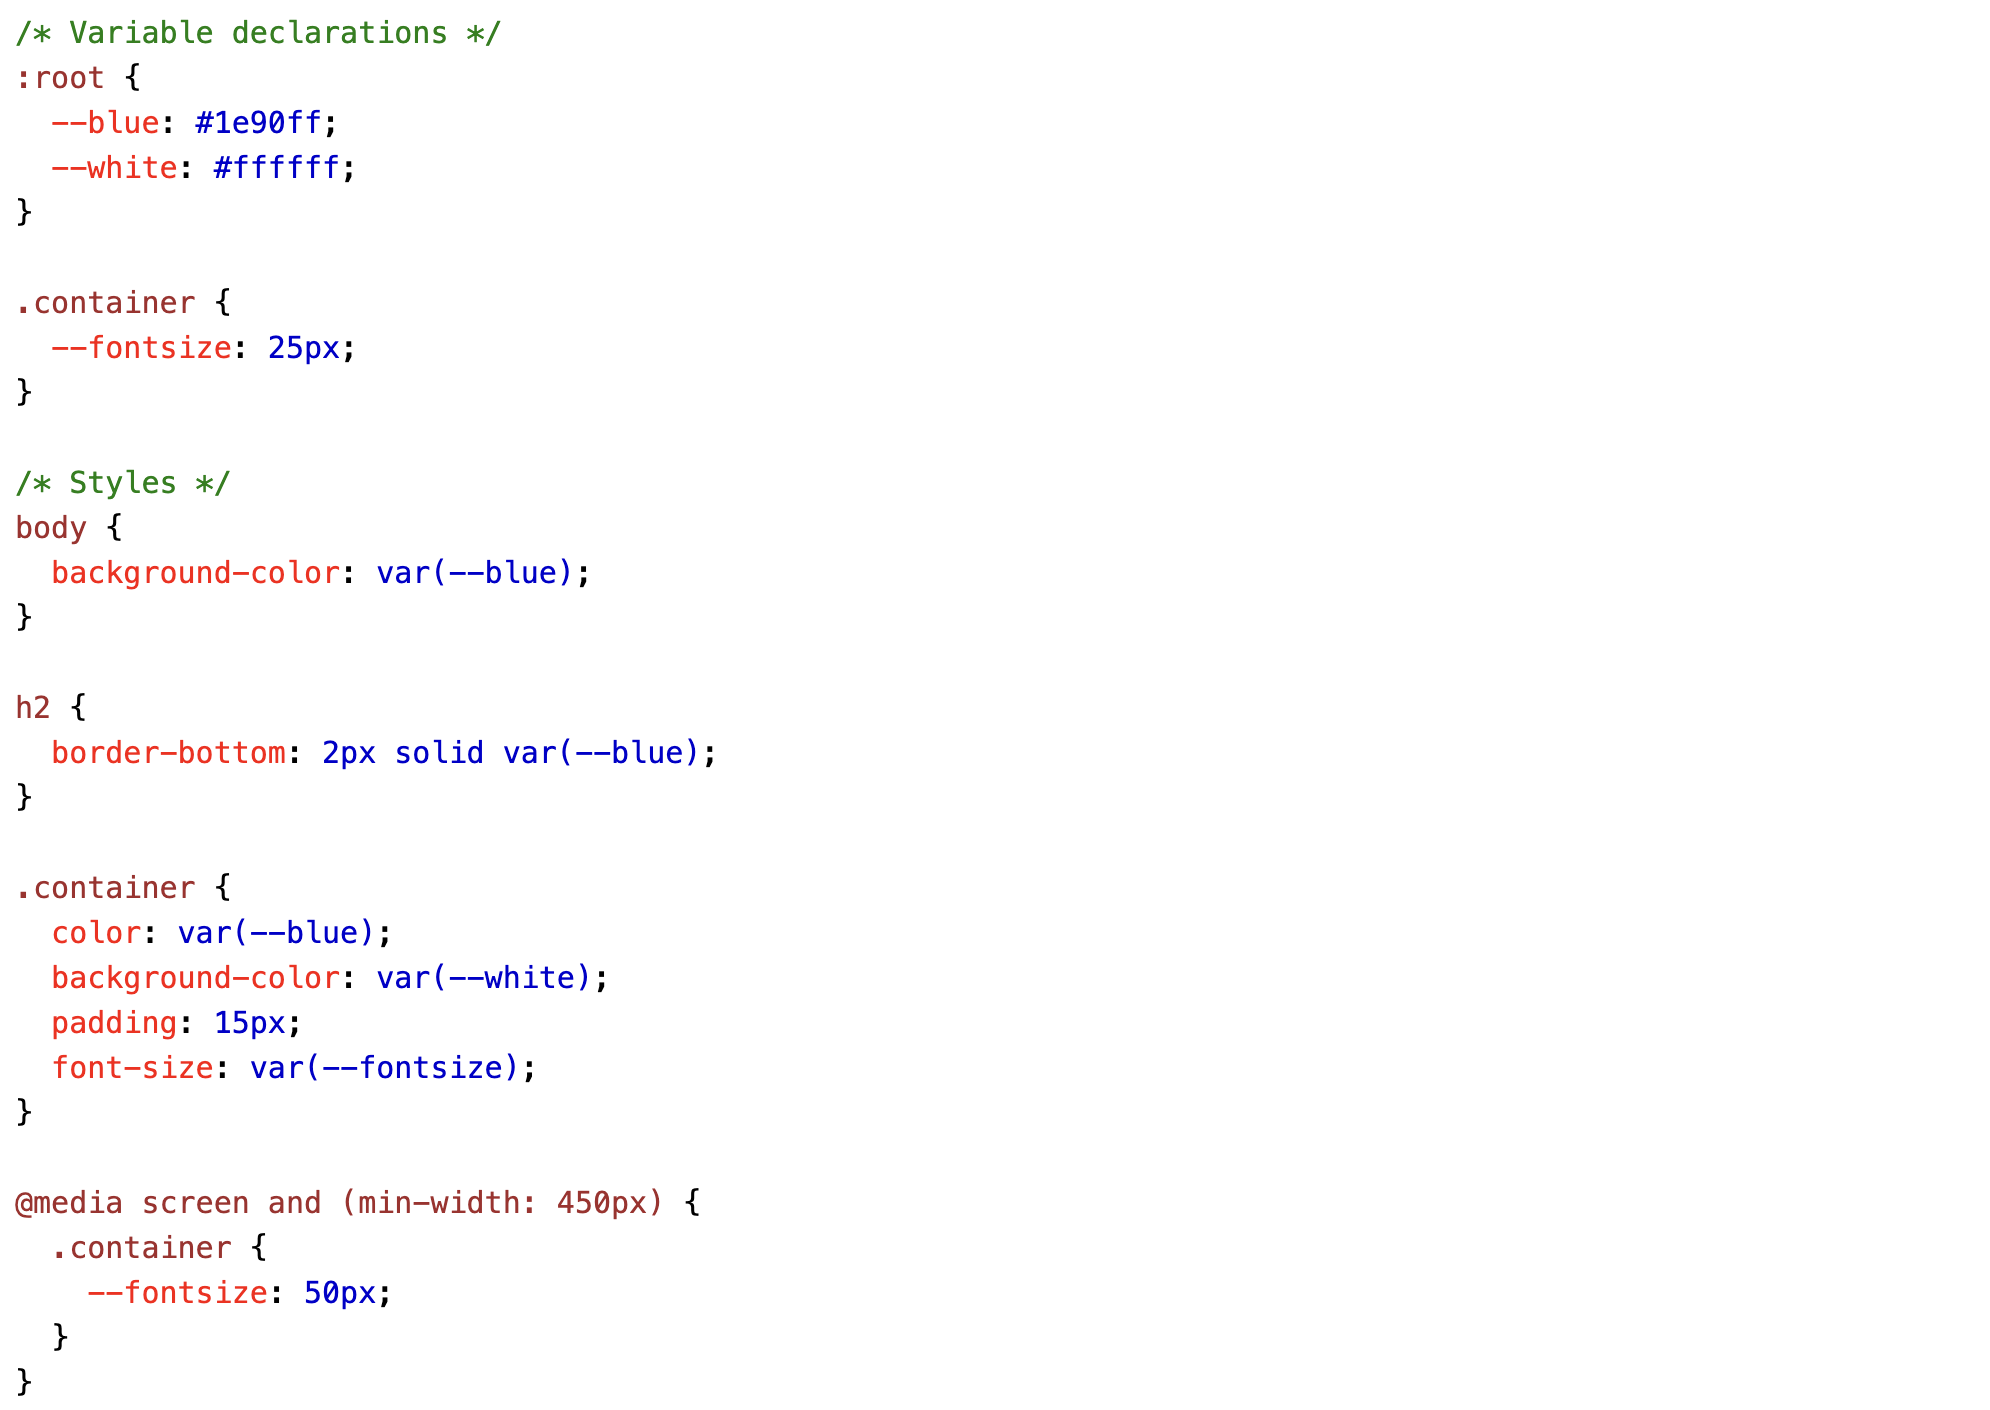 /* Variable declarations */
:root {
  --blue: #1e90ff;
  --white: #ffffff;
}

.container {
  --fontsize: 25px;
}

/* Styles */
body {
  background-color: var(--blue);
}

h2 {
  border-bottom: 2px solid var(--blue);
}

.container {
  color: var(--blue);
  background-color: var(--white);
  padding: 15px;
  font-size: var(--fontsize);
}

@media screen and (min-width: 450px) {
  .container {
    --fontsize: 50px;
  }
}